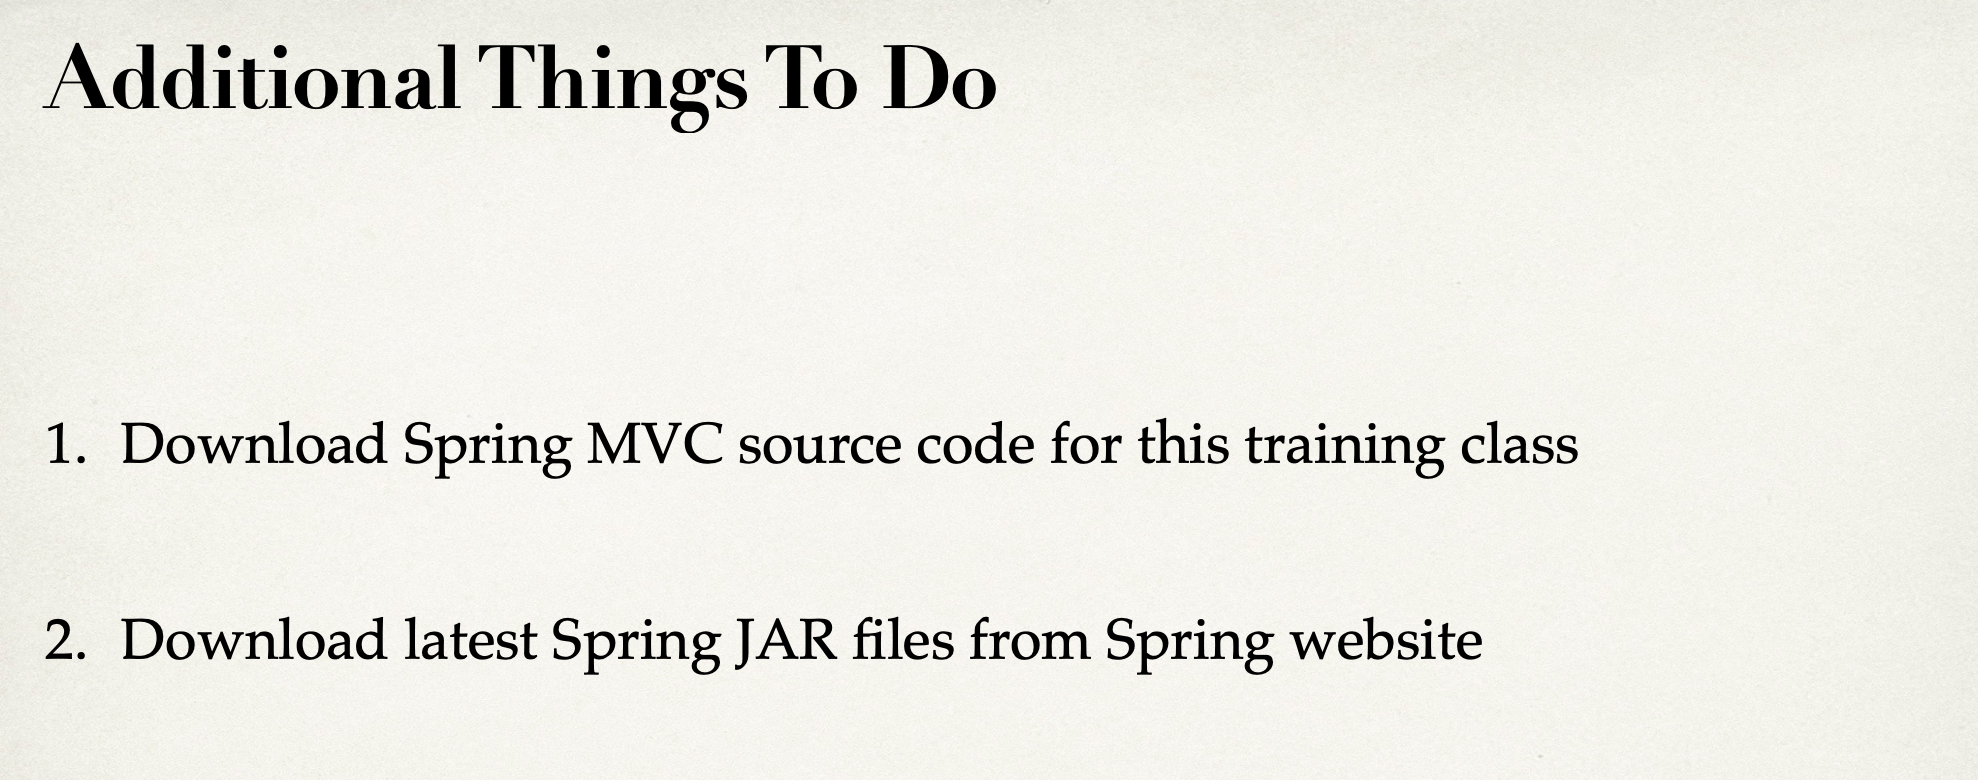 Additional Things To Do
1. Download Spring MVC source code for this training class
2. Download latest Spring JAR files from Spring website